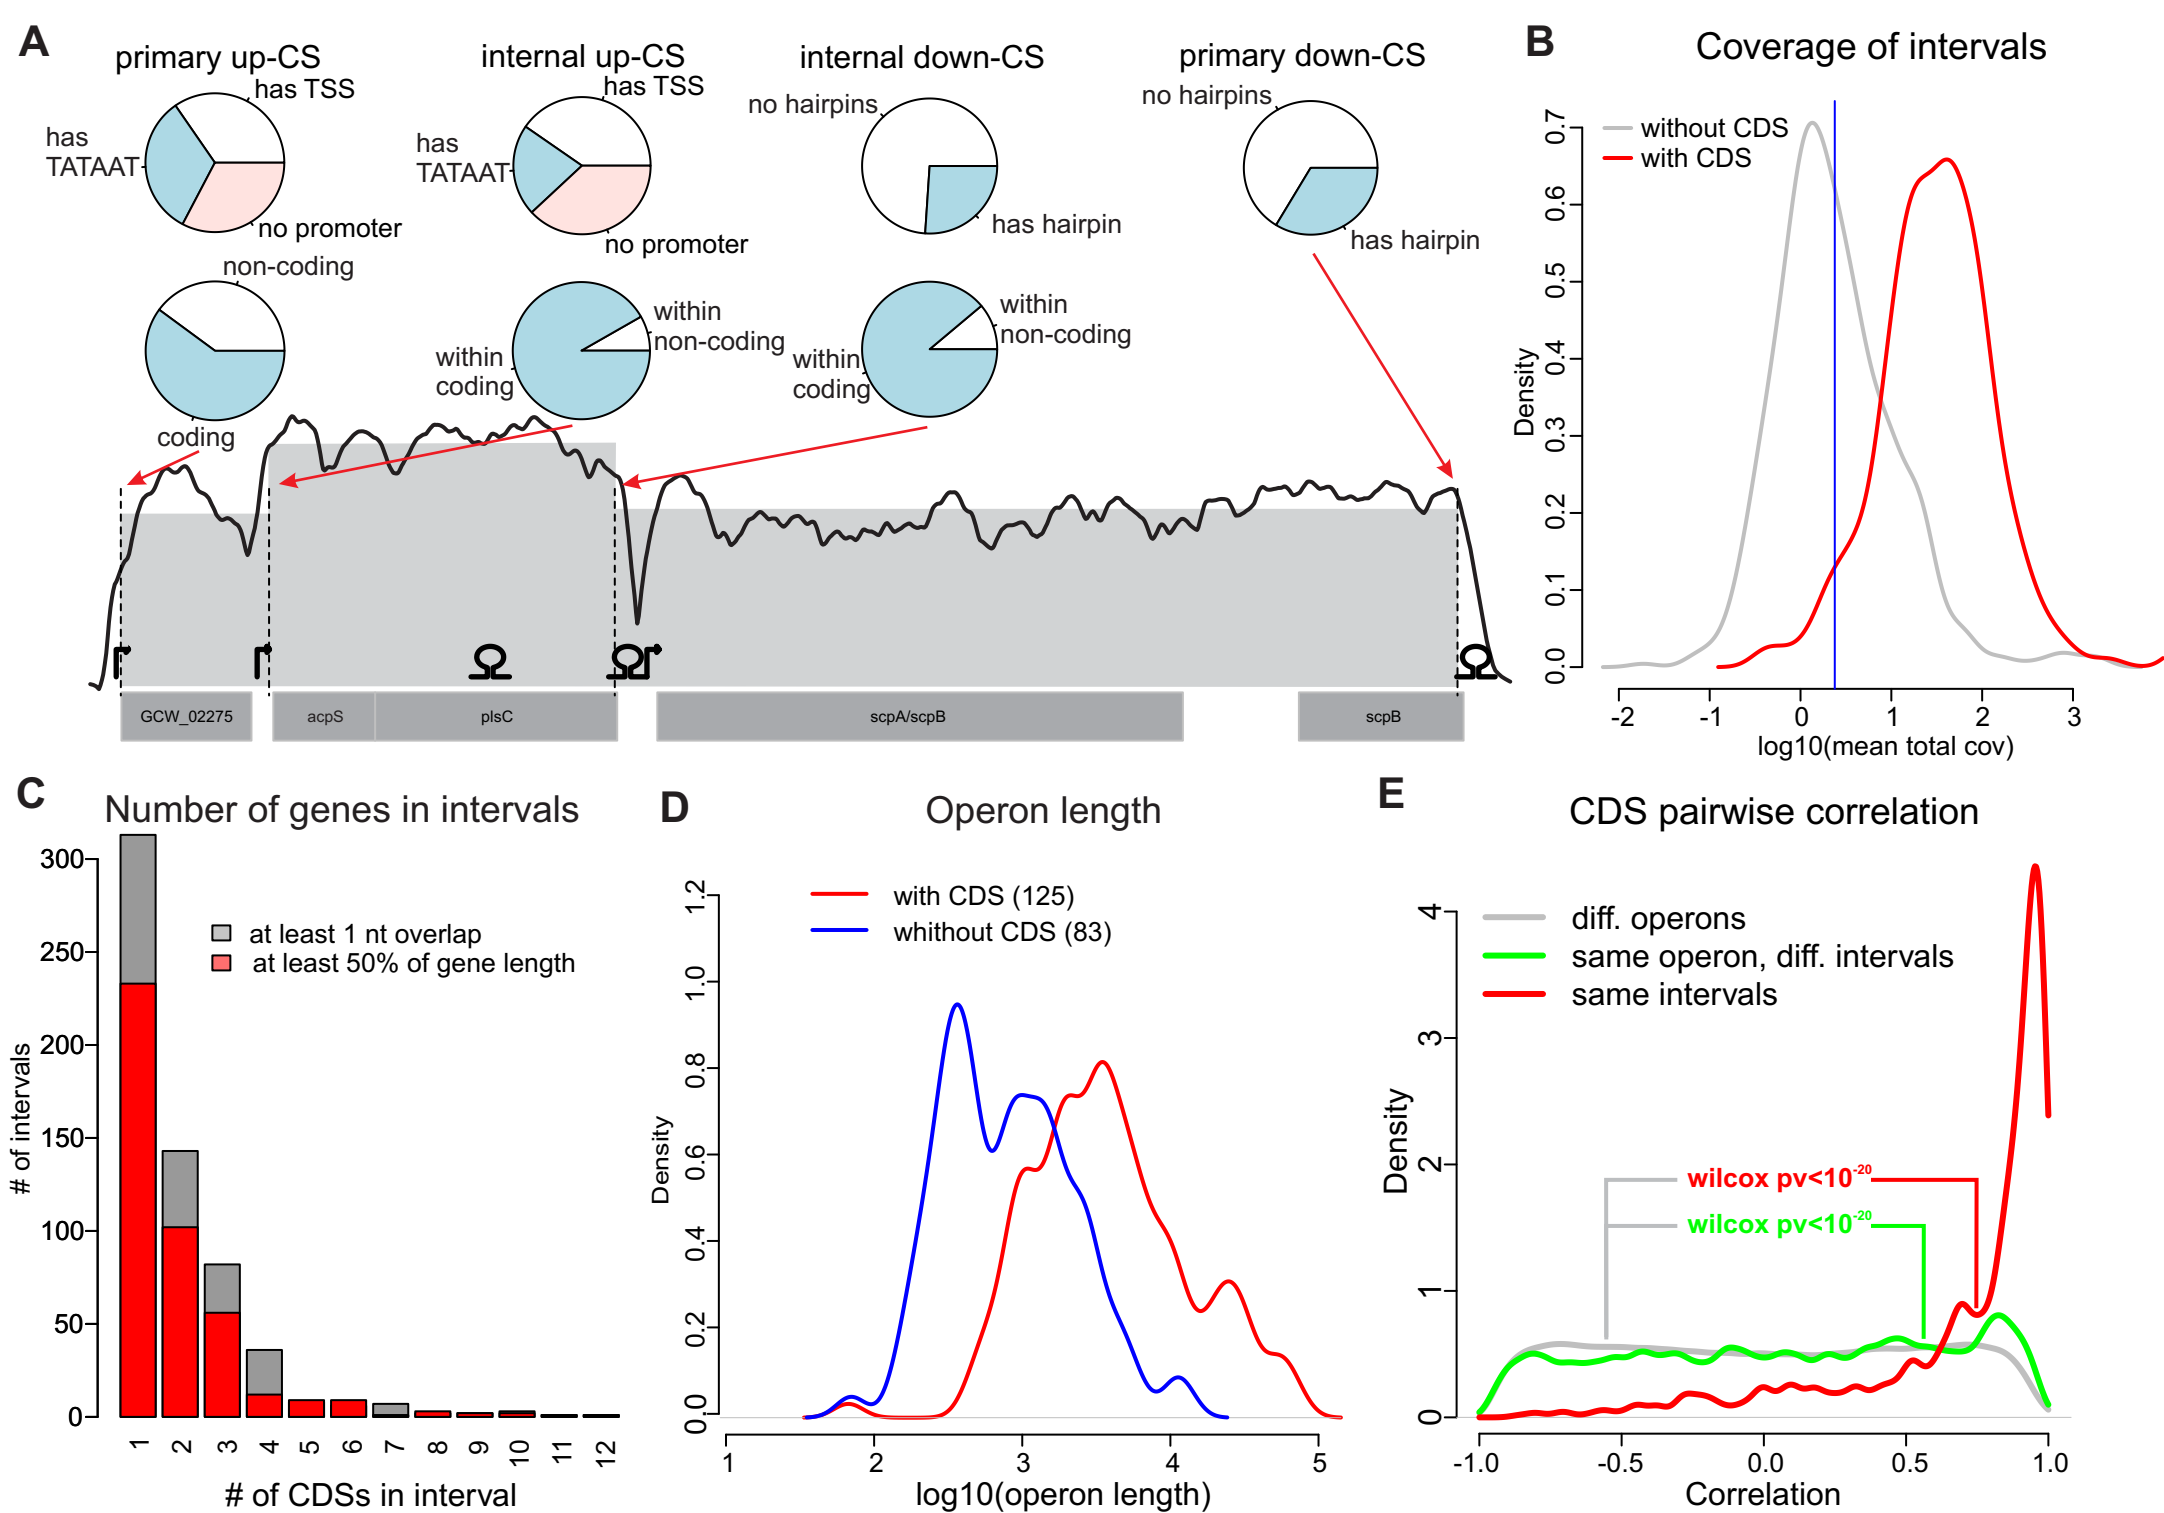 A
primary up-CS
internal up-CS
internal down-CS
primary down-CS
has TSS
has
TATAAT
no promoter
has TSS
has
TATAAT
no promoter
no hairpins
has hairpin
no hairpins
has hairpin
non-coding
coding
within
non-coding
within
coding
within
non-coding
within
coding
GCW_02275
acpS
plsC
scpA/scpB
scpB
B
Coverage of intervals
without CDS
with CDS
Density
0.0
0.1
0.2
0.3
0.4
0.5
0.6
0.7
-2
-1
0
1
2
3
log10(mean total cov)
C
Number of genes in intervals
at least 1 nt overlap
at least 50% of gene length
# of intervals
300
250
200
150
100
50
0
1
2
3
4
5
6
7
8
9
10
11
12
# of CDSs in interval
D
Operon length
with CDS (125)
whithout CDS (83)
Density
0.0
0.2
0.4
0.6
0.8
1.0
1.2
1
2
3
4
5
log10(operon length)
E
CDS pairwise correlation
diff. operons
same operon, diff. intervals
same intervals
wilcox pv<10-20
wilcox pv<10-20
Density
0
1
2
3
4
-1.0
-0.5
0.0
0.5
1.0
Correlation